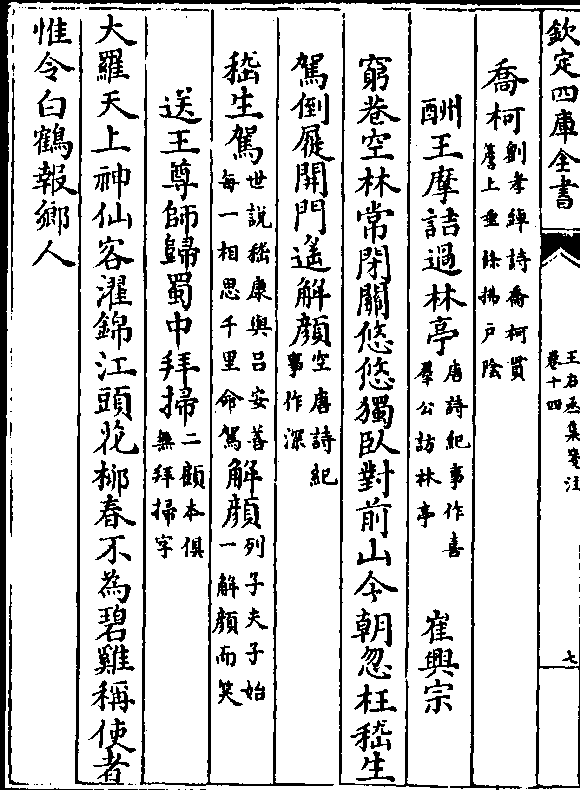 欽定四庫全書
王右丞集箋注
卷十四
七
喬柯劉孝綽詩喬柯貫
簷上垂條拂戶陰
酬王摩詰過林亭唐詩紀事作喜
羣公訪林亭
崔興宗
窮巷空林常閉關悠悠獨臥對前山今朝忽枉嵇生
駕倒屣開門遙解顏空唐詩紀
事作深
嵇生駕世說嵇康與呂安善
每一相思千里命駕
解顏列子夫子始
一解顏而笑
送王尊師歸蜀中拜掃二顧本俱
無拜掃字
大羅天上神仙客濯錦江頭花栁春不為碧雞稱使者
惟令白鶴報鄉人